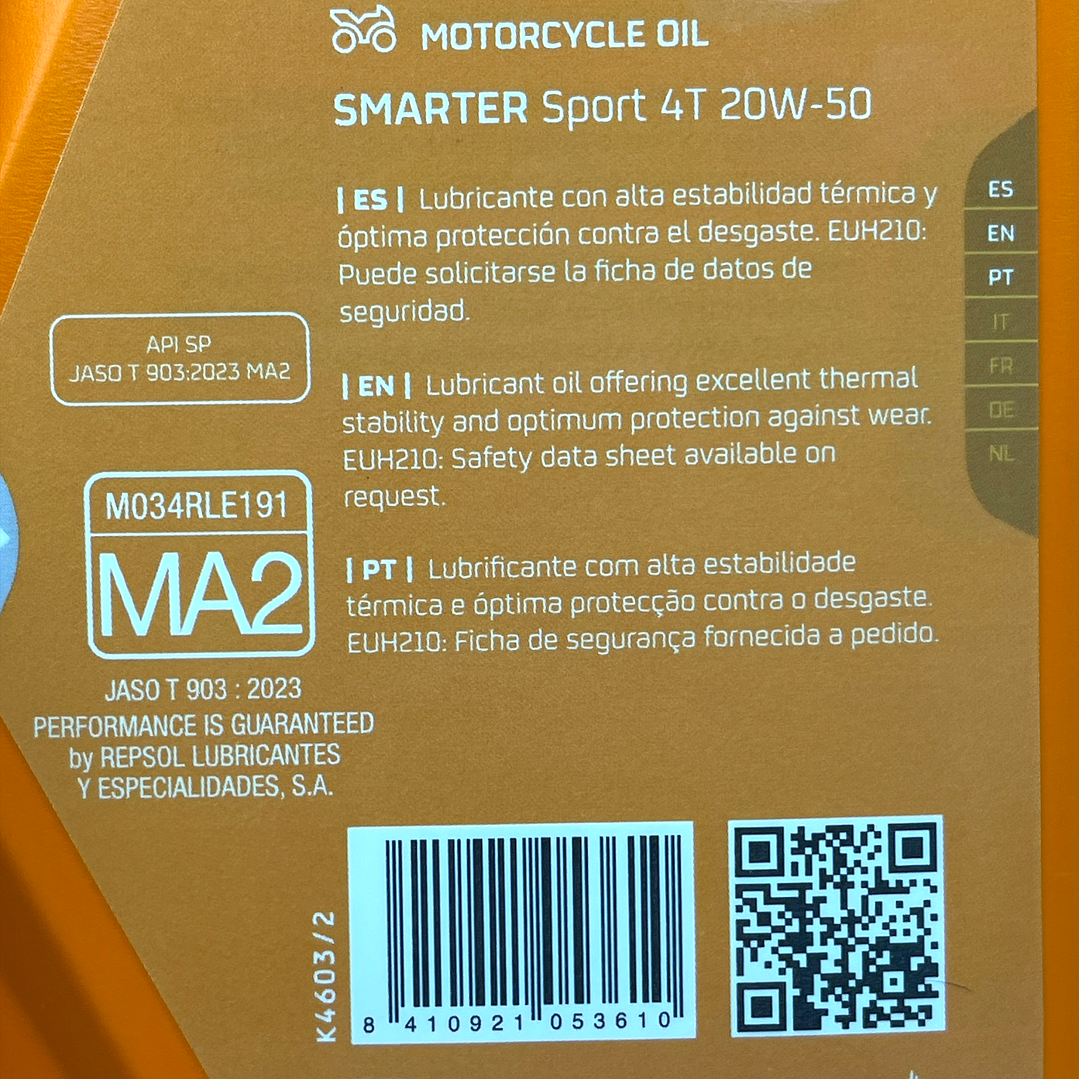 MOTORCYCLE OIL
SMARTER Sport 4T 20W-50
| ES | Lubricante con alta estabilidad térmica y
óptima protección contra el desgaste. EUH210:
Puede solicitarse la ficha de datos de
seguridad.
| EN | Lubricant oil offering excellent thermal
stability and optimum protection against wear.
EUH210: Safety data sheet available on
request.
| PT | Lubrificante com alta estabilidade
térmica e óptima protecção contra o desgaste.
EUH210: Ficha de segurança fornecida a pedido.
ES
EN
PT
IT
FR
DE
NL
API SP
JASO T 903:2023 MA2
M034RLE191
MA2
JASO T 903 : 2023
PERFORMANCE IS GUARANTEED
by REPSOL LUBRICANTES
Y ESPECIALIDADES, S.A.
K4603/2
8 410921 053610